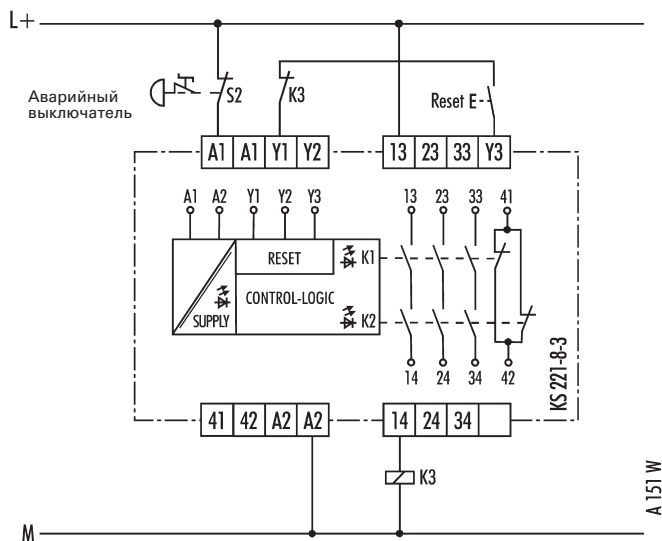 L+
Аварийный
выключатель
S2
K3
Reset E
A1 A1 Y1 Y2
13 23 33 Y3
A1 A2 Y1 Y2 Y3
13 23 33 41
RESET
K1
CONTROL-LOGIC
SUPPLY
K2
14 24 34 42
KS 221-8-3
41 42 A2 A2
14 24 34
K3
A 151 W
M